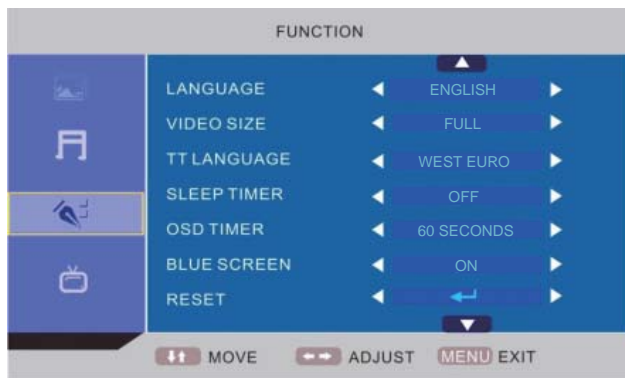 FUNCTION
LANGUAGE ENGLISH
VIDEO SIZE FULL
TT LANGUAGE WEST EURO
SLEEP TIMER OFF
OSD TIMER 60 SECONDS
BLUE SCREEN ON
RESET
MOVE ADJUST MENU EXIT